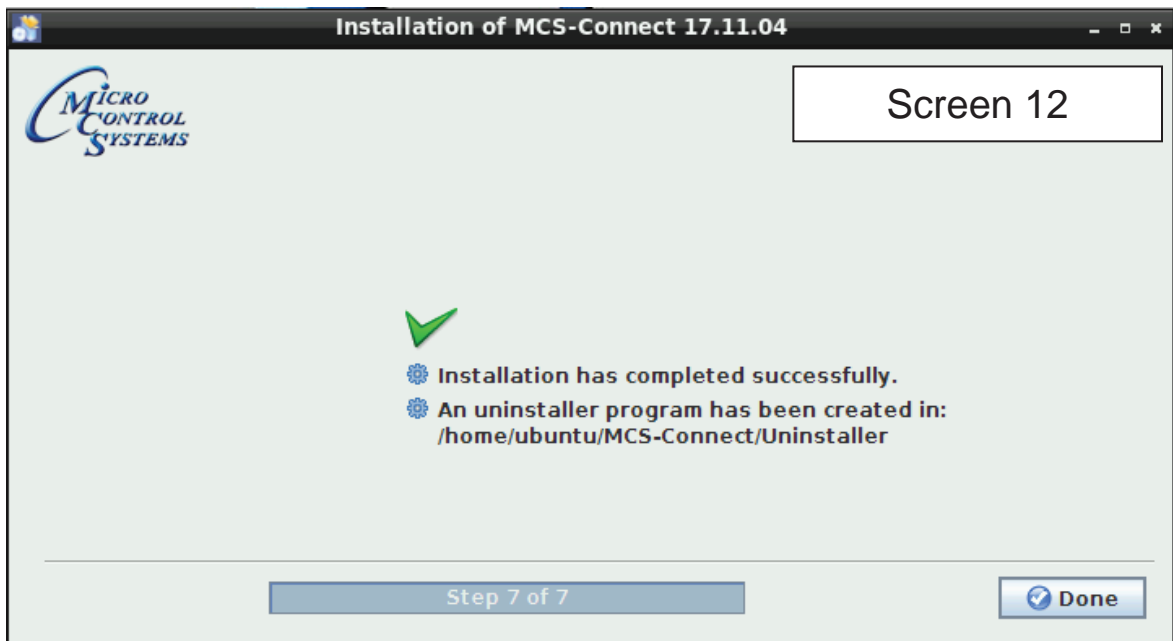 Installation of MCS-Connect 17.11.04
MICRO
CONTROL
SYSTEMS
Screen 12
Installation has completed successfully.
An uninstaller program has been created in:
/home/ubuntu/MCS-Connect/Uninstaller
Step 7 of 7
Done